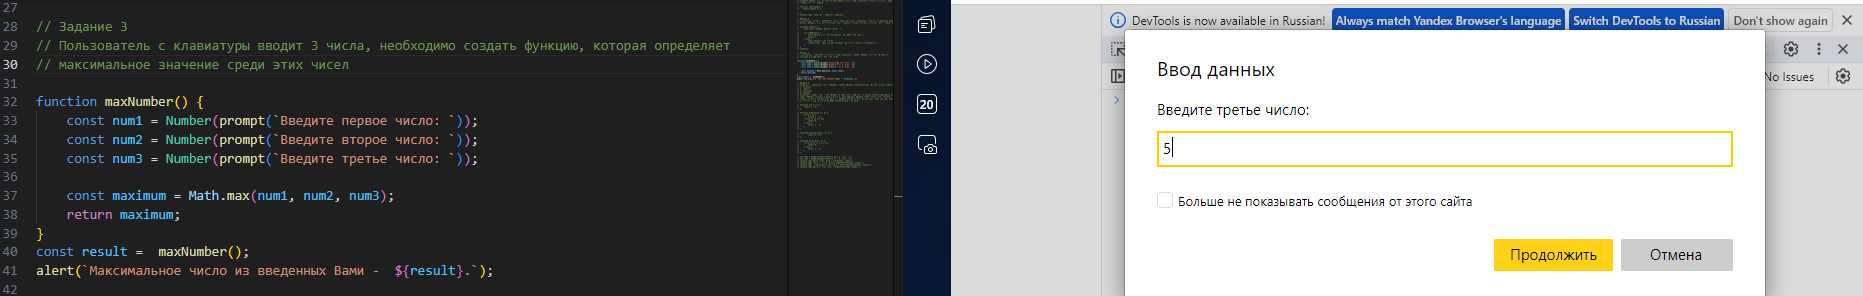 27
28 // Задание 3
29 // Пользователь с клавиатуры вводит 3 числа, необходимо создать функцию, которая определяет
30 // максимальное значение среди этих чисел
31
32 function maxNumber() {
33 const num1 = Number(prompt(`Введите первое число: `));
34 const num2 = Number(prompt(`Введите второе число: `));
35 const num3 = Number(prompt(`Введите третье число: `));
36
37 const maximum = Math.max(num1, num2, num3);
38 return maximum;
39 }
40 const result =  maxNumber();
41 alert(`Максимальное число из введенных Вами -  ${result}.`);
42
20
DevTools is now available in Russian! Always match Yandex Browser's language Switch DevTools to Russian Don't show again
No Issues
Ввод данных
Введите третье число:
5
Больше не показывать сообщения от этого сайта
Продолжить Отмена